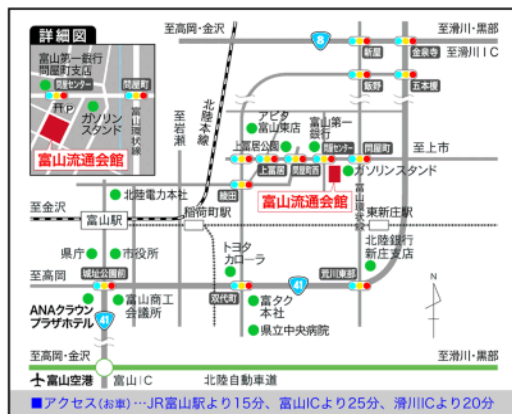 詳細図
富山第一銀行
問屋町支店
問屋センター
問屋町
P
ガソリン
スタンド
富山環状線
富山流通会館
至高岡・金沢
8
新屋
金泉寺
至滑川・黒部
至滑川IC
飯野
五本榎
北陸本線
至岩瀬
アピタ
富山東店
富山第一
銀行
上冨居公園
問屋センター
問屋町
至上市
上冨居
問屋町西
ガソリンスタンド
綾田
富山流通会館
富山環状線
北陸電力本社
至金沢
富山駅
稲荷町駅
東新庄駅
県庁
市役所
トヨタ
カローラ
北陸銀行
新庄支店
至高岡
城址公園前
41
荒川東部
ANAクラウン
プラザホテル
41
富山商工
会議所
双代町
富タク
本社
県立中央病院
N
至高岡・金沢
至滑川・黒部
富山空港
富山IC
北陸自動車道
■アクセス(お車)…JR富山駅より15分、富山ICより25分、滑川ICより20分